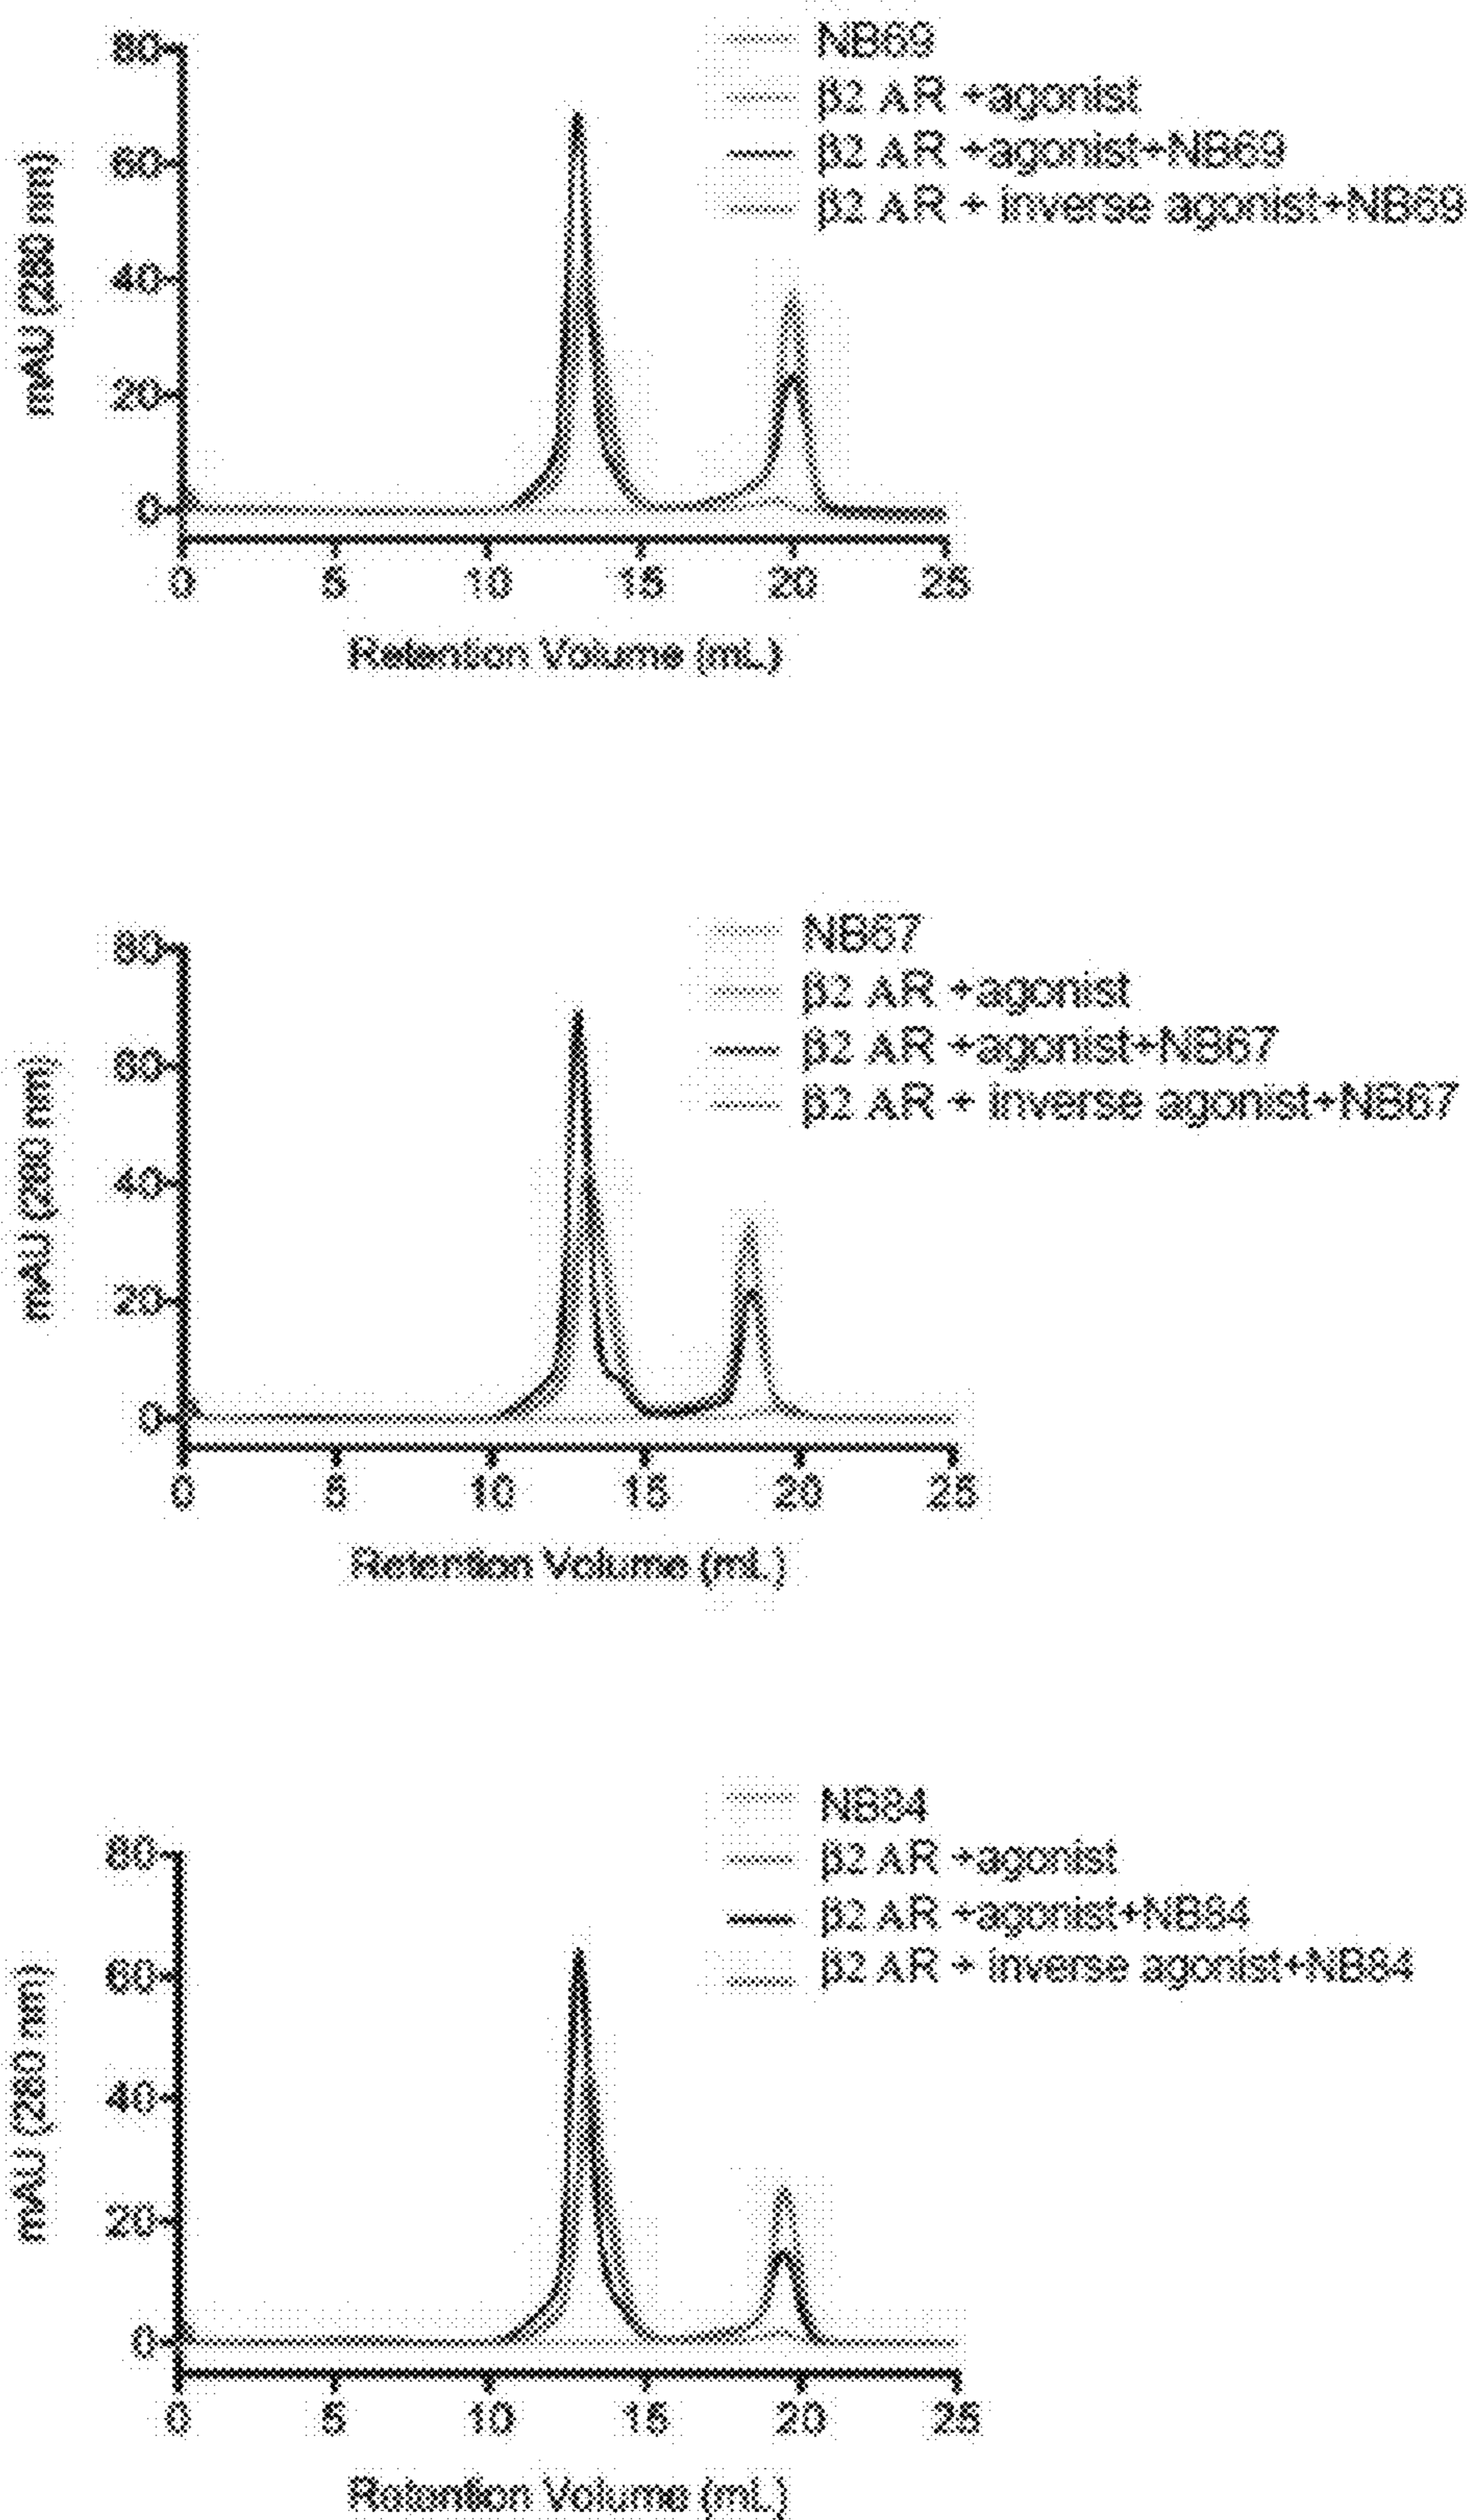 80
60
40
20
0
mAU (280 nm)
0 5 10 15 20 25
Retention Volume (mL)
NB69
β2 AR +agonist
β2 AR +agonist+NB69
β2 AR + inverse agonist+NB69
80
60
40
20
0
mAU (280 nm)
0 5 10 15 20 25
Retention Volume (mL)
NB67
β2 AR +agonist
β2 AR +agonist+NB67
β2 AR + inverse agonist+NB67
80
60
40
20
0
mAU (280 nm)
0 5 10 15 20 25
Retention Volume (mL)
NB84
β2 AR +agonist
β2 AR +agonist+NB84
β2 AR + inverse agonist+NB84